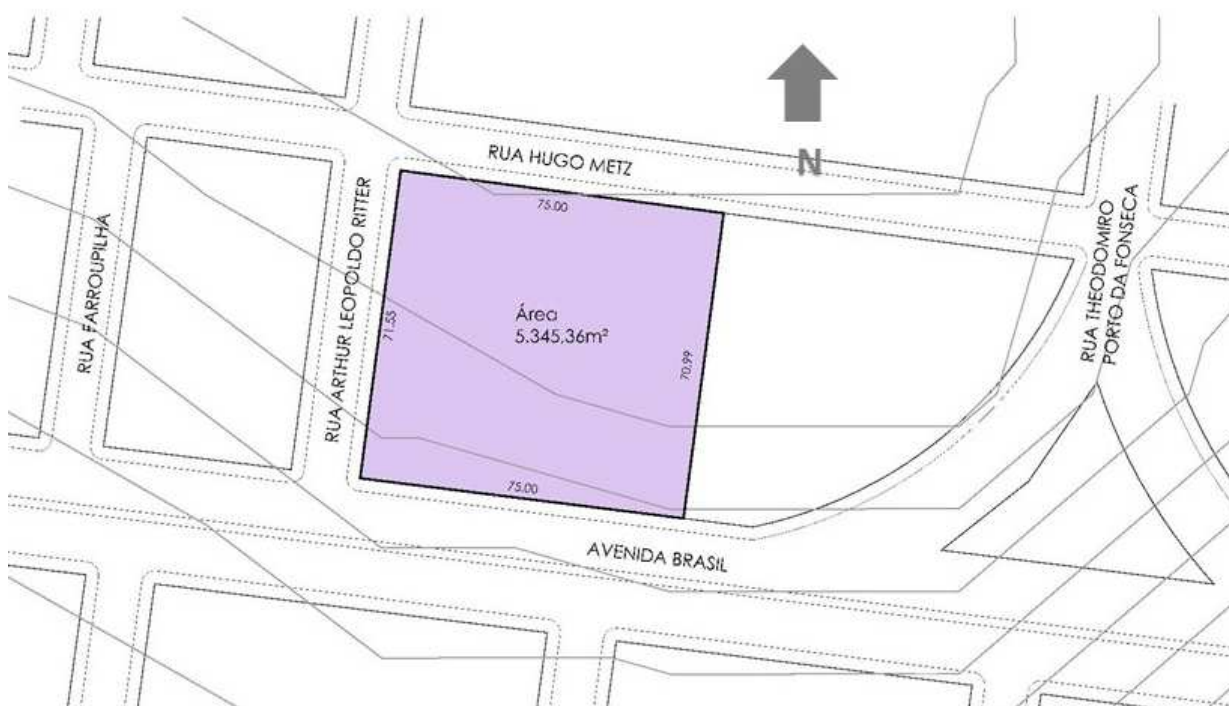 N
RUA HUGO METZ
75.00
RUA FARROUPILHA
RUA ARTHUR LEOPOLDO RITTER
71.55
Área
5.345,36m²
70.99
RUA THEODOMIRO
PORTO DA FONSECA
75.00
AVENIDA BRASIL